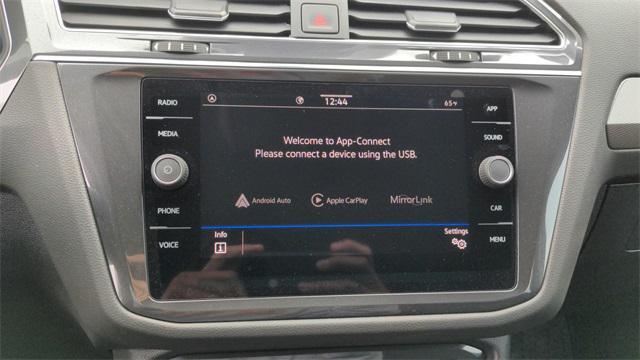 RADIO
MEDIA
PHONE
VOICE
12:44
65°F
Welcome to App-Connect
Please connect a device using the USB.
Android Auto
Apple CarPlay
MirrorLink
Info
Settings
APP
SOUND
CAR
MENU